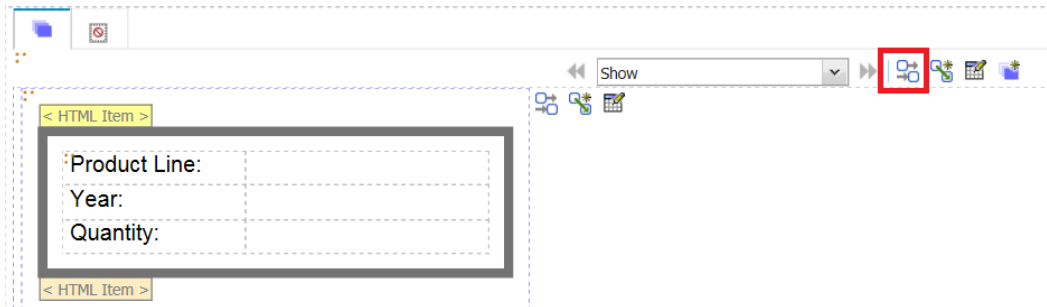 Show
< HTML Item >
Product Line:
Year:
Quantity:
< HTML Item >